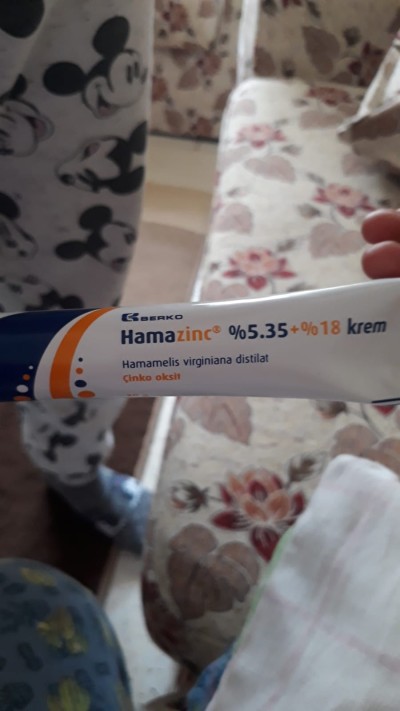 BERKO
Hamazinc® %5.35+%18 krem
Hamamelis virginiana distilat
Çinko oksit